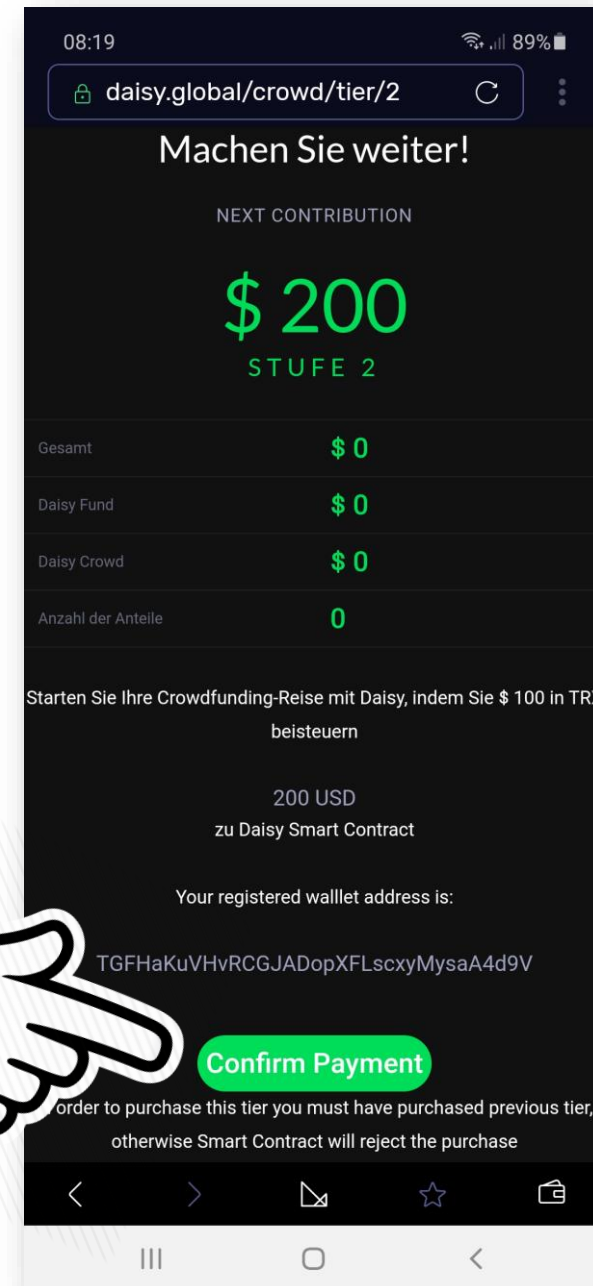 08:19 89%
daisy.global/crowd/tier/2
Machen Sie weiter!
NEXT CONTRIBUTION
$ 200
STUFE 2
Gesamt $ 0
Daisy Fund $ 0
Daisy Crowd $ 0
Anzahl der Anteile 0
Starten Sie Ihre Crowdfunding-Reise mit Daisy, indem Sie $ 100 in
beisteuern
200 USD
zu Daisy Smart Contract
Your registered walllet address is:
TGFHaKuVHvRCGJADopXFLscxyMysaA4d9V
Confirm Payment
order to purchase this tier you must have purchased previous tier,
otherwise Smart Contract will reject the purchase